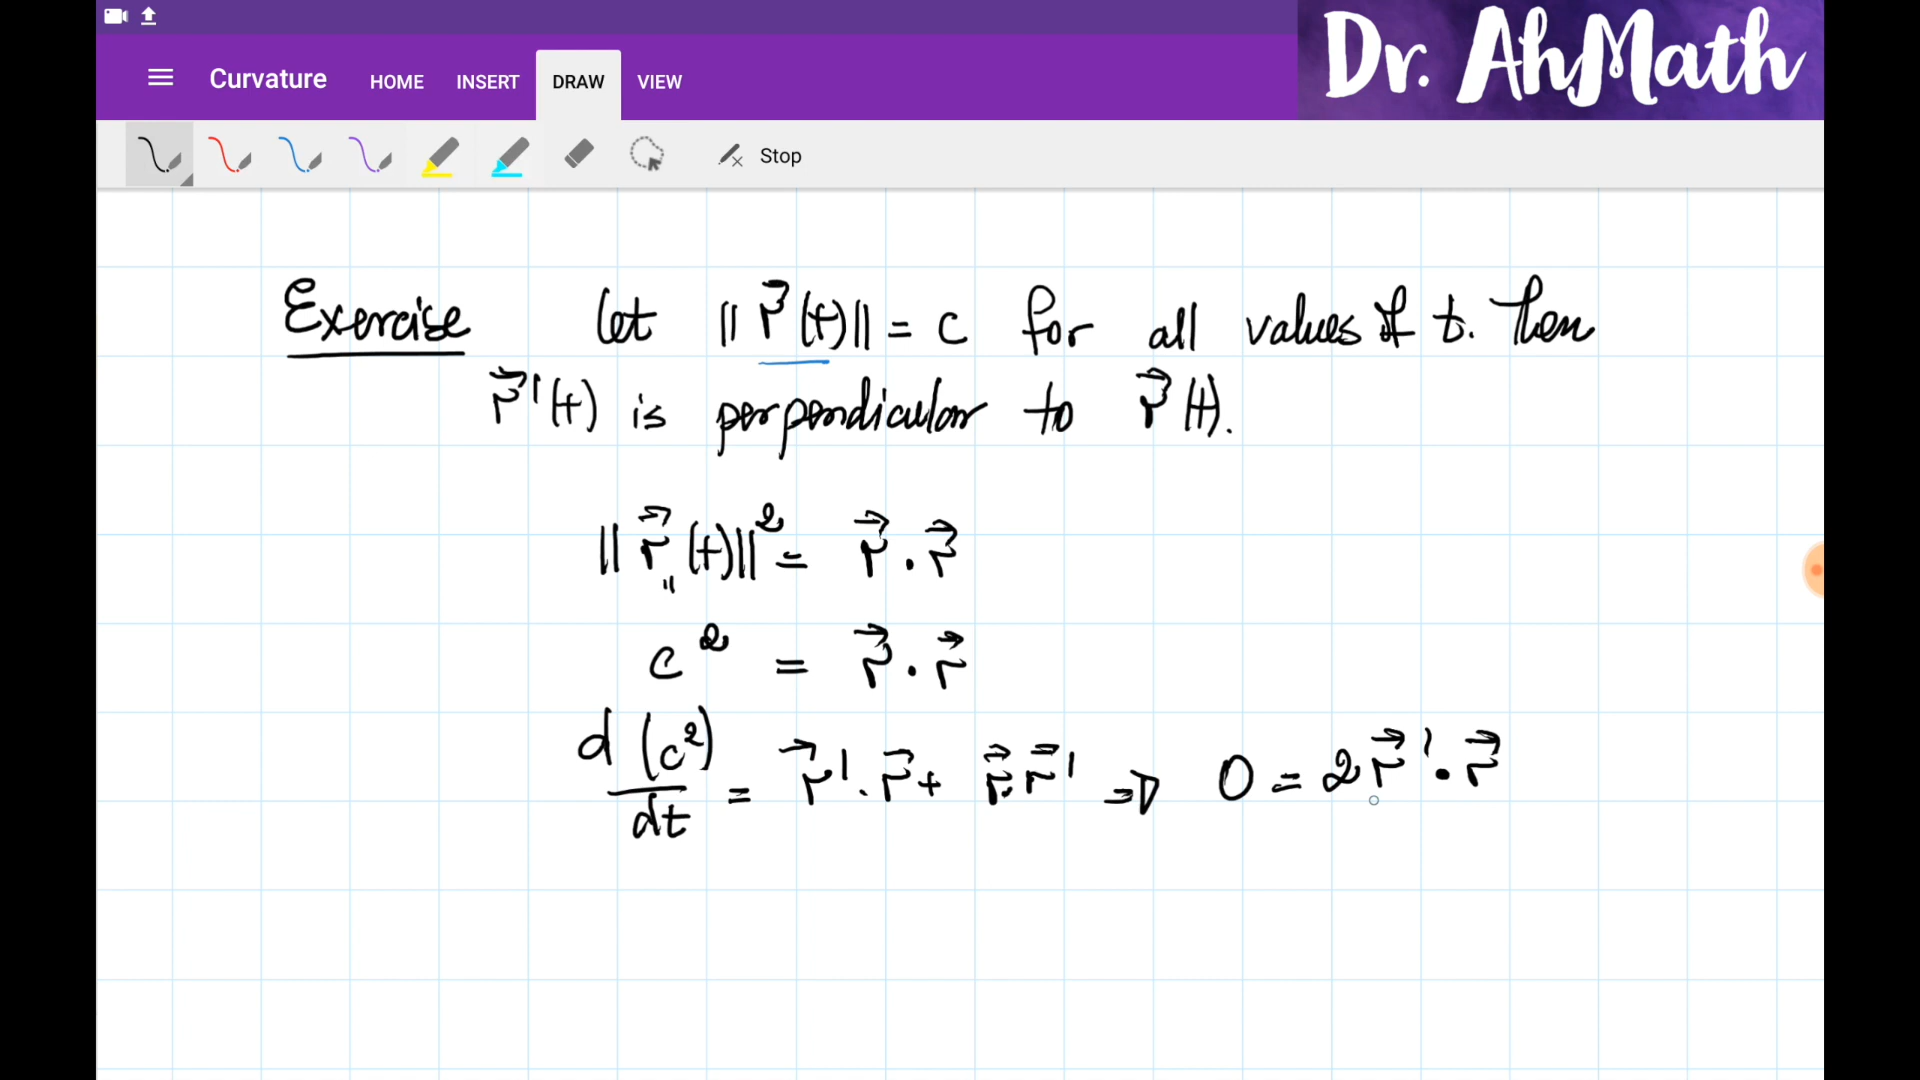 Dr. AhMath
Curvature HOME INSERT DRAW VIEW
Stop
Exercise let ||r⃗(t)|| = c for all values of t. Then
r⃗'(t) is perpendicular to r⃗(t).
||r⃗(t)||² = r⃗ . r⃗
"
c² = r⃗ . r⃗
d(c²)/dt = r⃗' . r⃗ + r⃗ . r⃗' ⇒ 0 = 2 r⃗' . r⃗